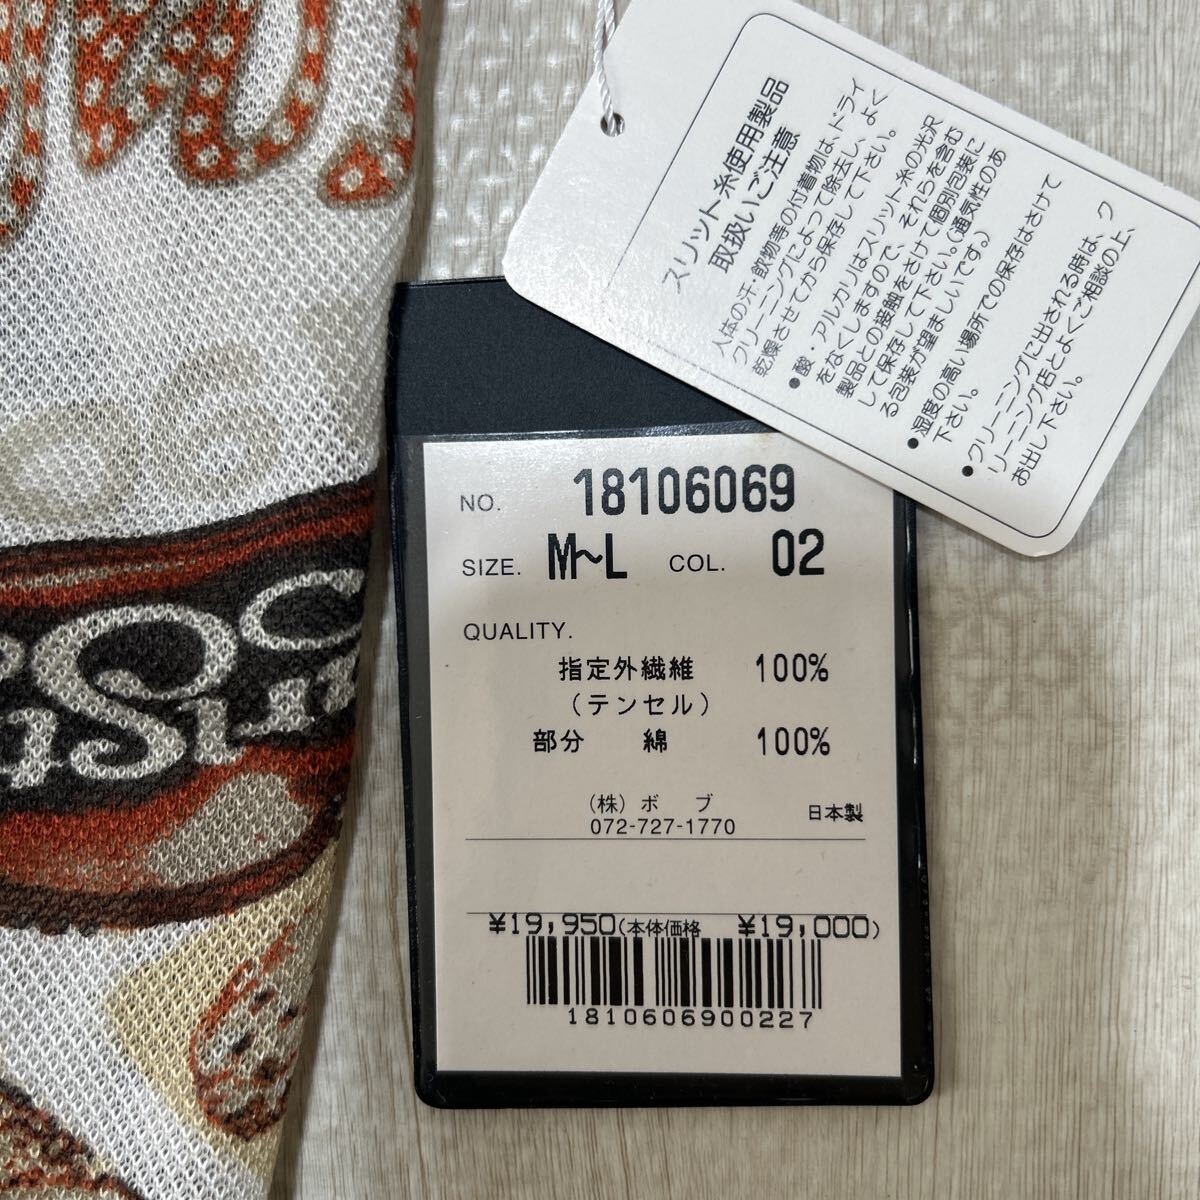 スリット糸使用製品
取扱いご注意
人体の汗・飲物等の付着物は、ドライ
クリーニングによって除去し、よく
乾燥させてから保存して下さい。
●酸・アルカリはスリット糸の光沢
をなくしますので、それらを含む
製品との接触をさけて個別包装に
して保存して下さい。(通気性のあ
る包装が望ましいです。)
●湿度の高い場所での保存はさけて
下さい。
●クリーニングに出される時は、ク
リーニング店とよくご相談の上、
お出し下さい。
NO. 18106069
SIZE. M~L COL. 02
QUALITY.
指定外繊維 100%
(テンセル)
部分 綿 100%
(株)ボブ
072-727-1770
日本製
¥19,950(本体価格 ¥19,000)
1810606900227